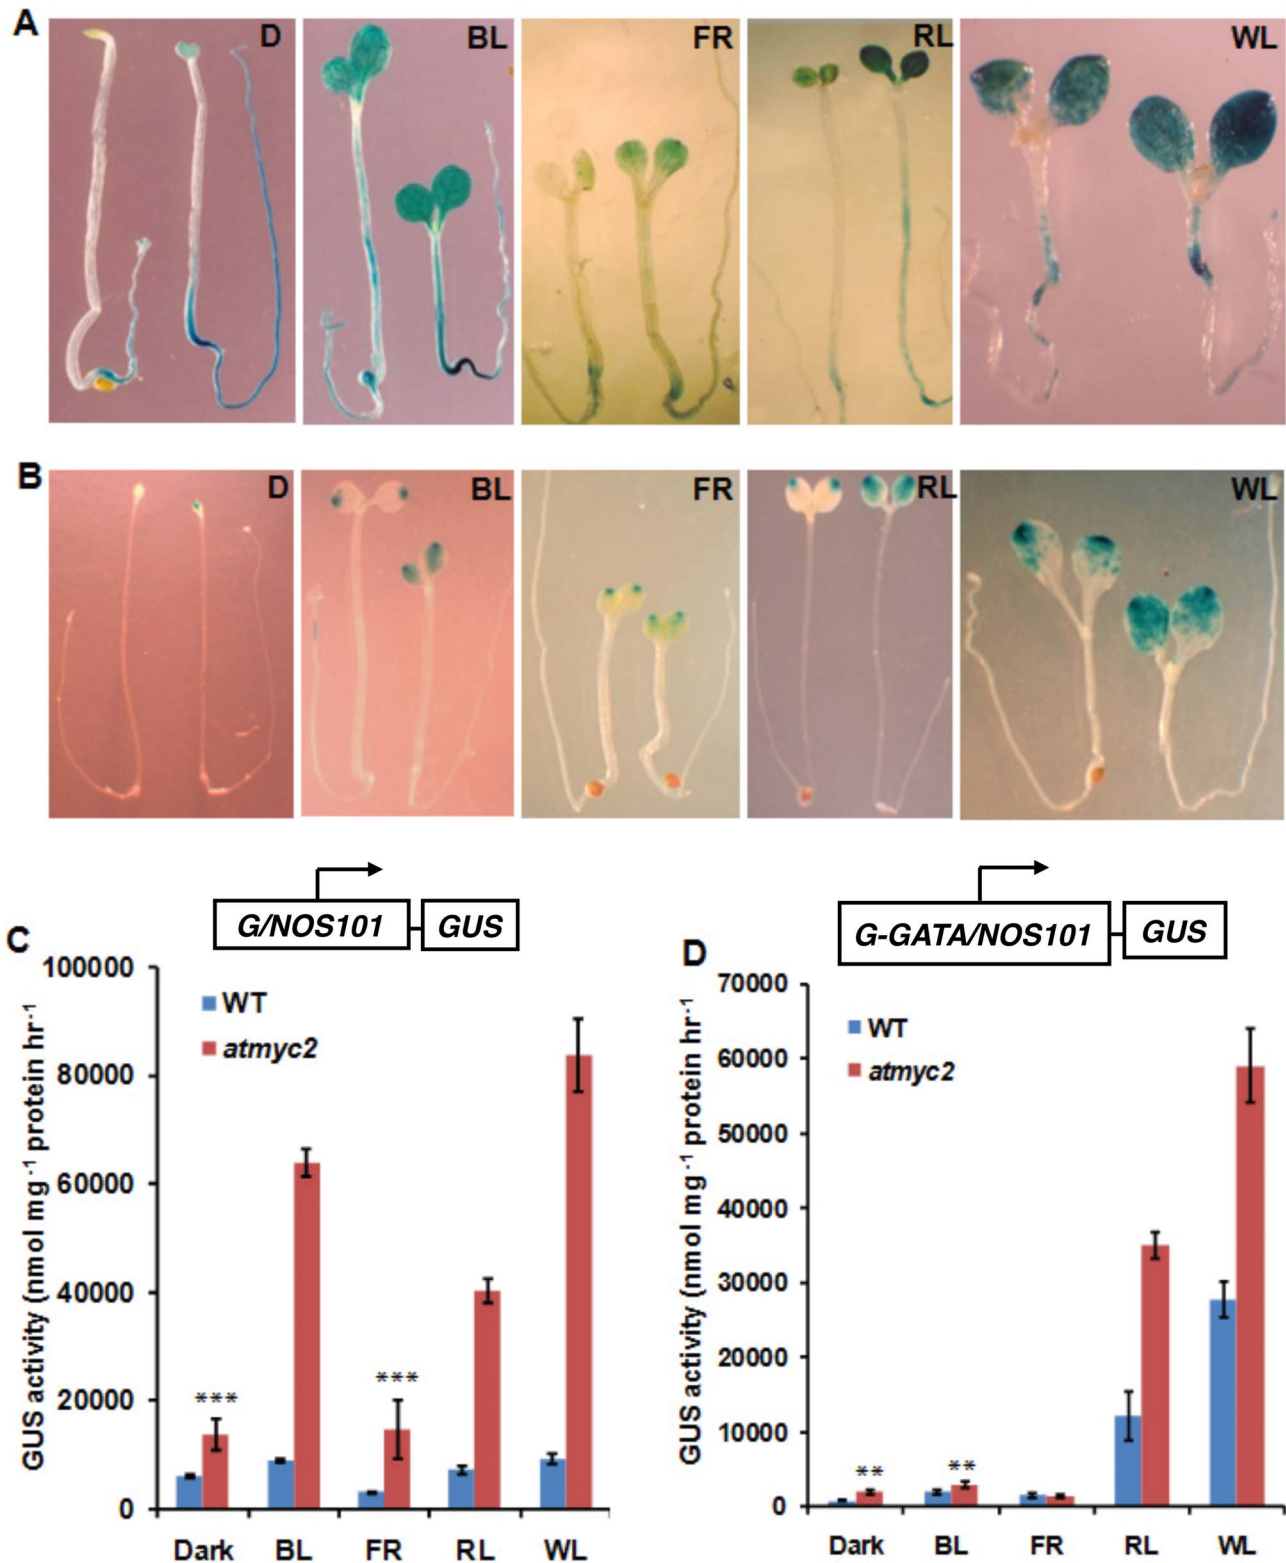 A
D
BL
FR
RL
WL
B
D
BL
FR
RL
WL
G/NOS101
GUS
G-GATA/NOS101
GUS
C
GUS activity (nmol mg⁻¹ protein hr⁻¹
100000
80000
60000
40000
20000
0
WT
atmyc2
***
***
Dark
BL
FR
RL
WL
D
GUS activity (nmol mg⁻¹ protein hr⁻¹
70000
60000
50000
40000
30000
20000
10000
0
WT
atmyc2
**
**
Dark
BL
FR
RL
WL